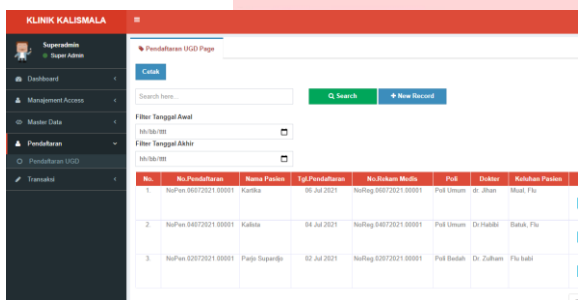 KLINIK KALISMALA
Superadmin
Super Admin
Dashboard
Manajement Access
Master Data
Pendaftaran
Pendaftaran UGD
Transaksi
Pendaftaran UGD Page
Cetak
Search here...
Search
+ New Record
Filter Tanggal Awal
hh/bb/tttt
Filter Tanggal Akhir
hh/bb/tttt
No. No.Pendaftaran Nama Pasien Tgl.Pendaftaran No.Rekam Medis Poli Dokter Keluhan Pasien
1. NoPen.06072021.00001 Kartika 06 Jul 2021 NoReg.06072021.00001 Poli Umum dr. Jihan Mual, Flu
2. NoPen.04072021.00001 Kalista 04 Jul 2021 NoReg.04072021.00001 Poli Umum Dr.Habibi Batuk, Flu
3. NoPen.02072021.00001 Parjo Supardjo 02 Jul 2021 NoReg.02072021.00001 Poli Bedah Dr. Zulham Flu babi